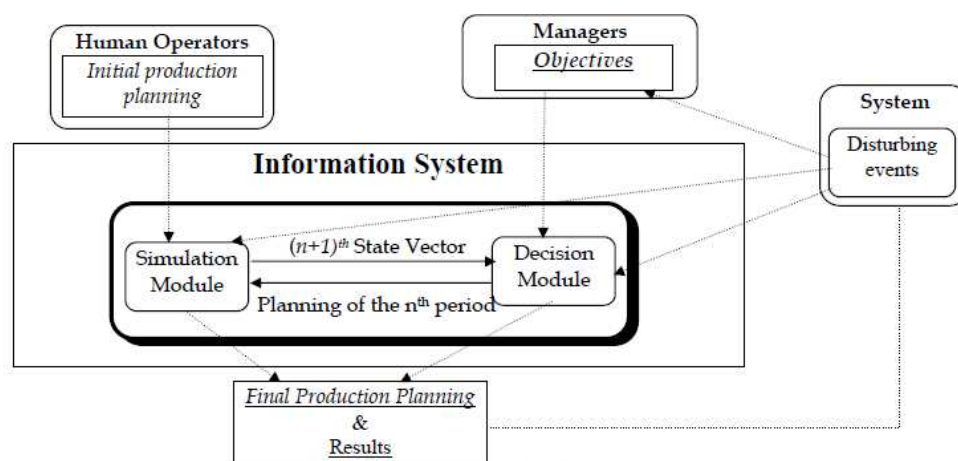 Human Operators
Initial production
planning
Managers
Objectives
System
Disturbing
events
Information System
Simulation
Module
(n+1)th State Vector
Planning of the nth period
Decision
Module
Final Production Planning
&
Results